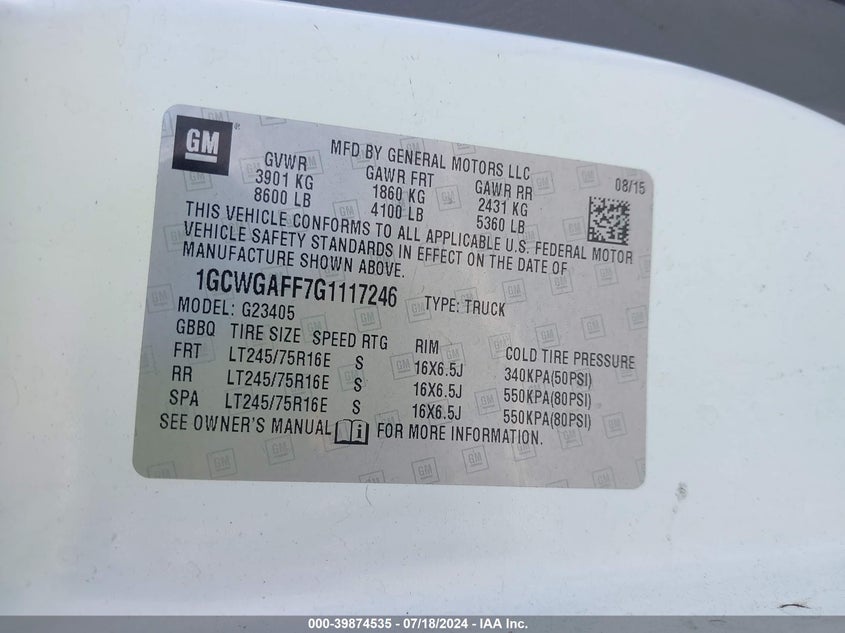 GM ®
MFD BY GENERAL MOTORS LLC
08/15
GVWR GAWR FRT GAWR RR
3901 KG 1860 KG 2431 KG
8600 LB 4100 LB 5360 LB
THIS VEHICLE CONFORMS TO ALL APPLICABLE U.S. FEDERAL MOTOR
VEHICLE SAFETY STANDARDS IN EFFECT ON THE DATE OF
MANUFACTURE SHOWN ABOVE.
1GCWGAFF7G1117246 TYPE: TRUCK
MODEL: G23405
GBBQ TIRE SIZE SPEED RTG RIM COLD TIRE PRESSURE
FRT LT245/75R16E S 16X6.5J 340KPA(50PSI)
RR LT245/75R16E S 16X6.5J 550KPA(80PSI)
SPA LT245/75R16E S 16X6.5J 550KPA(80PSI)
SEE OWNER'S MANUAL FOR MORE INFORMATION.
000-39874535 - 07/18/2024 - IAA Inc.